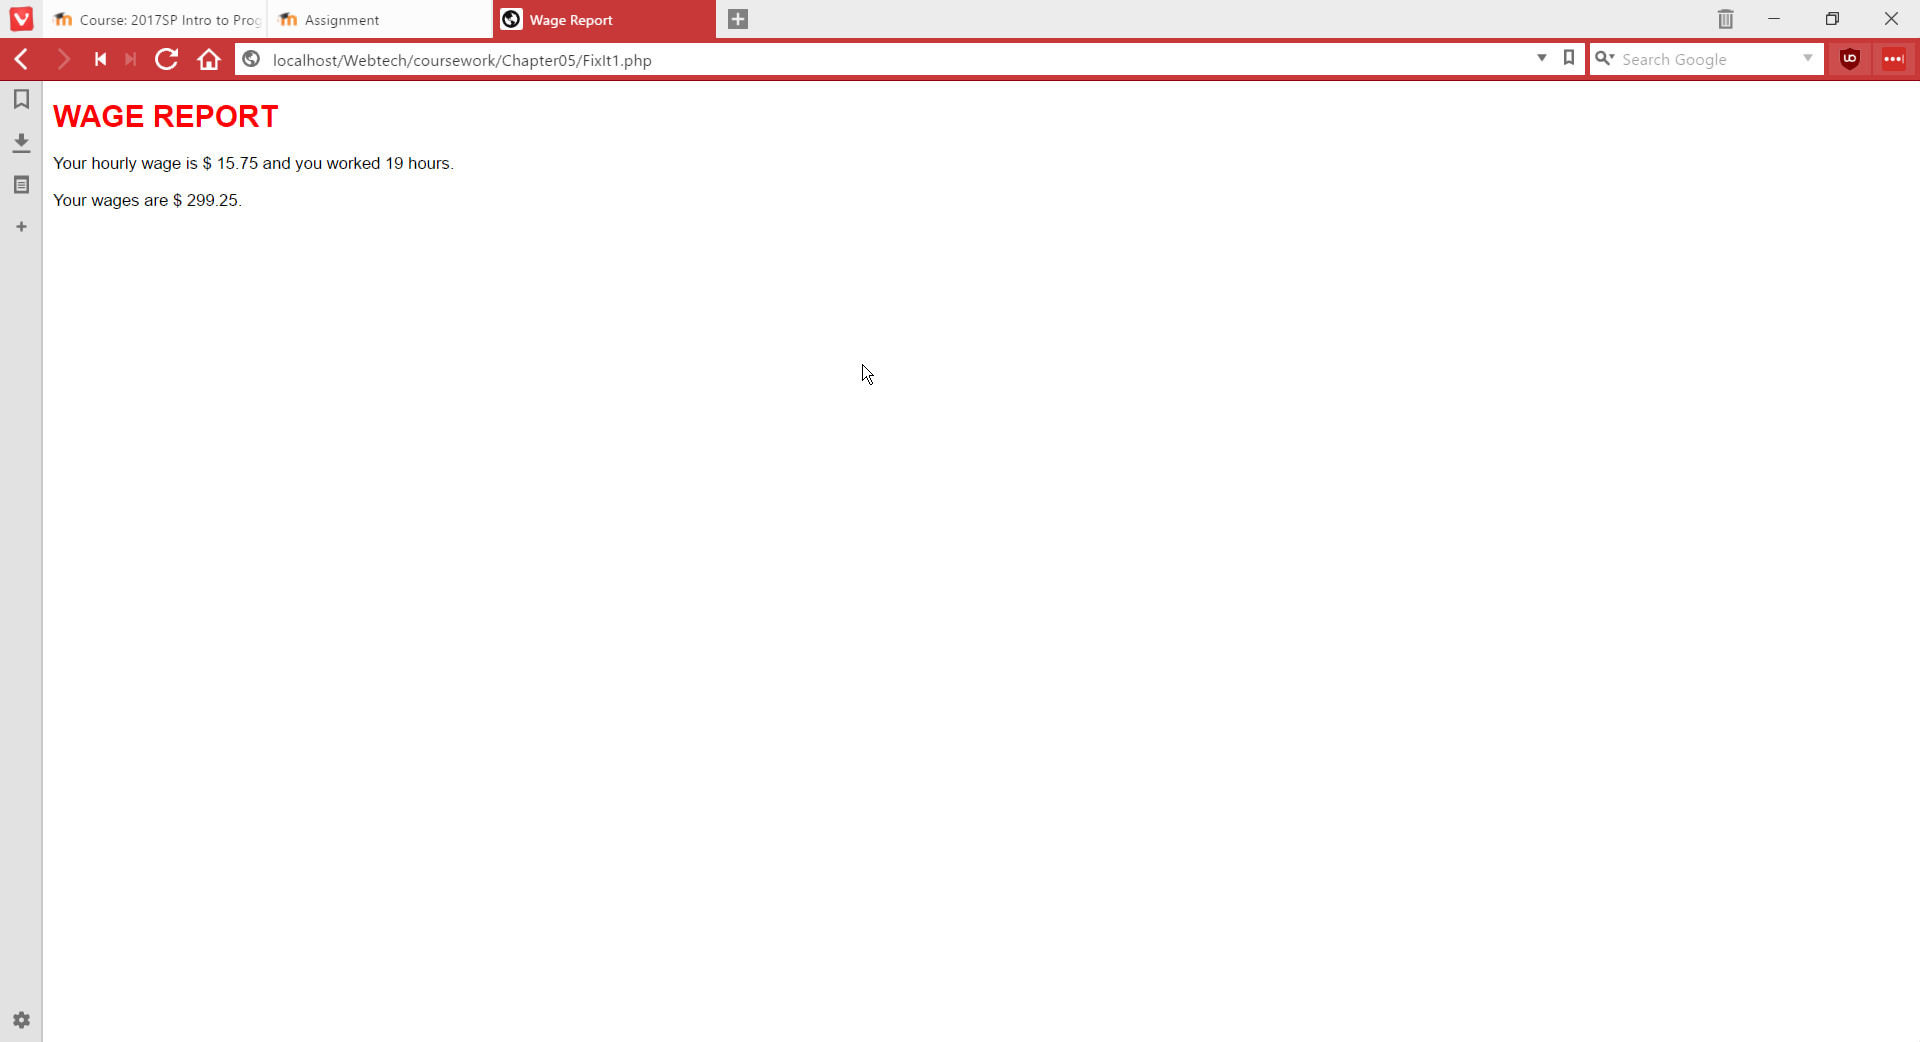 Course: 2017SP Intro to Prog
Assignment
Wage Report
localhost/Webtech/coursework/Chapter05/FixIt1.php
Search Google
WAGE REPORT
Your hourly wage is $ 15.75 and you worked 19 hours.
Your wages are $ 299.25.